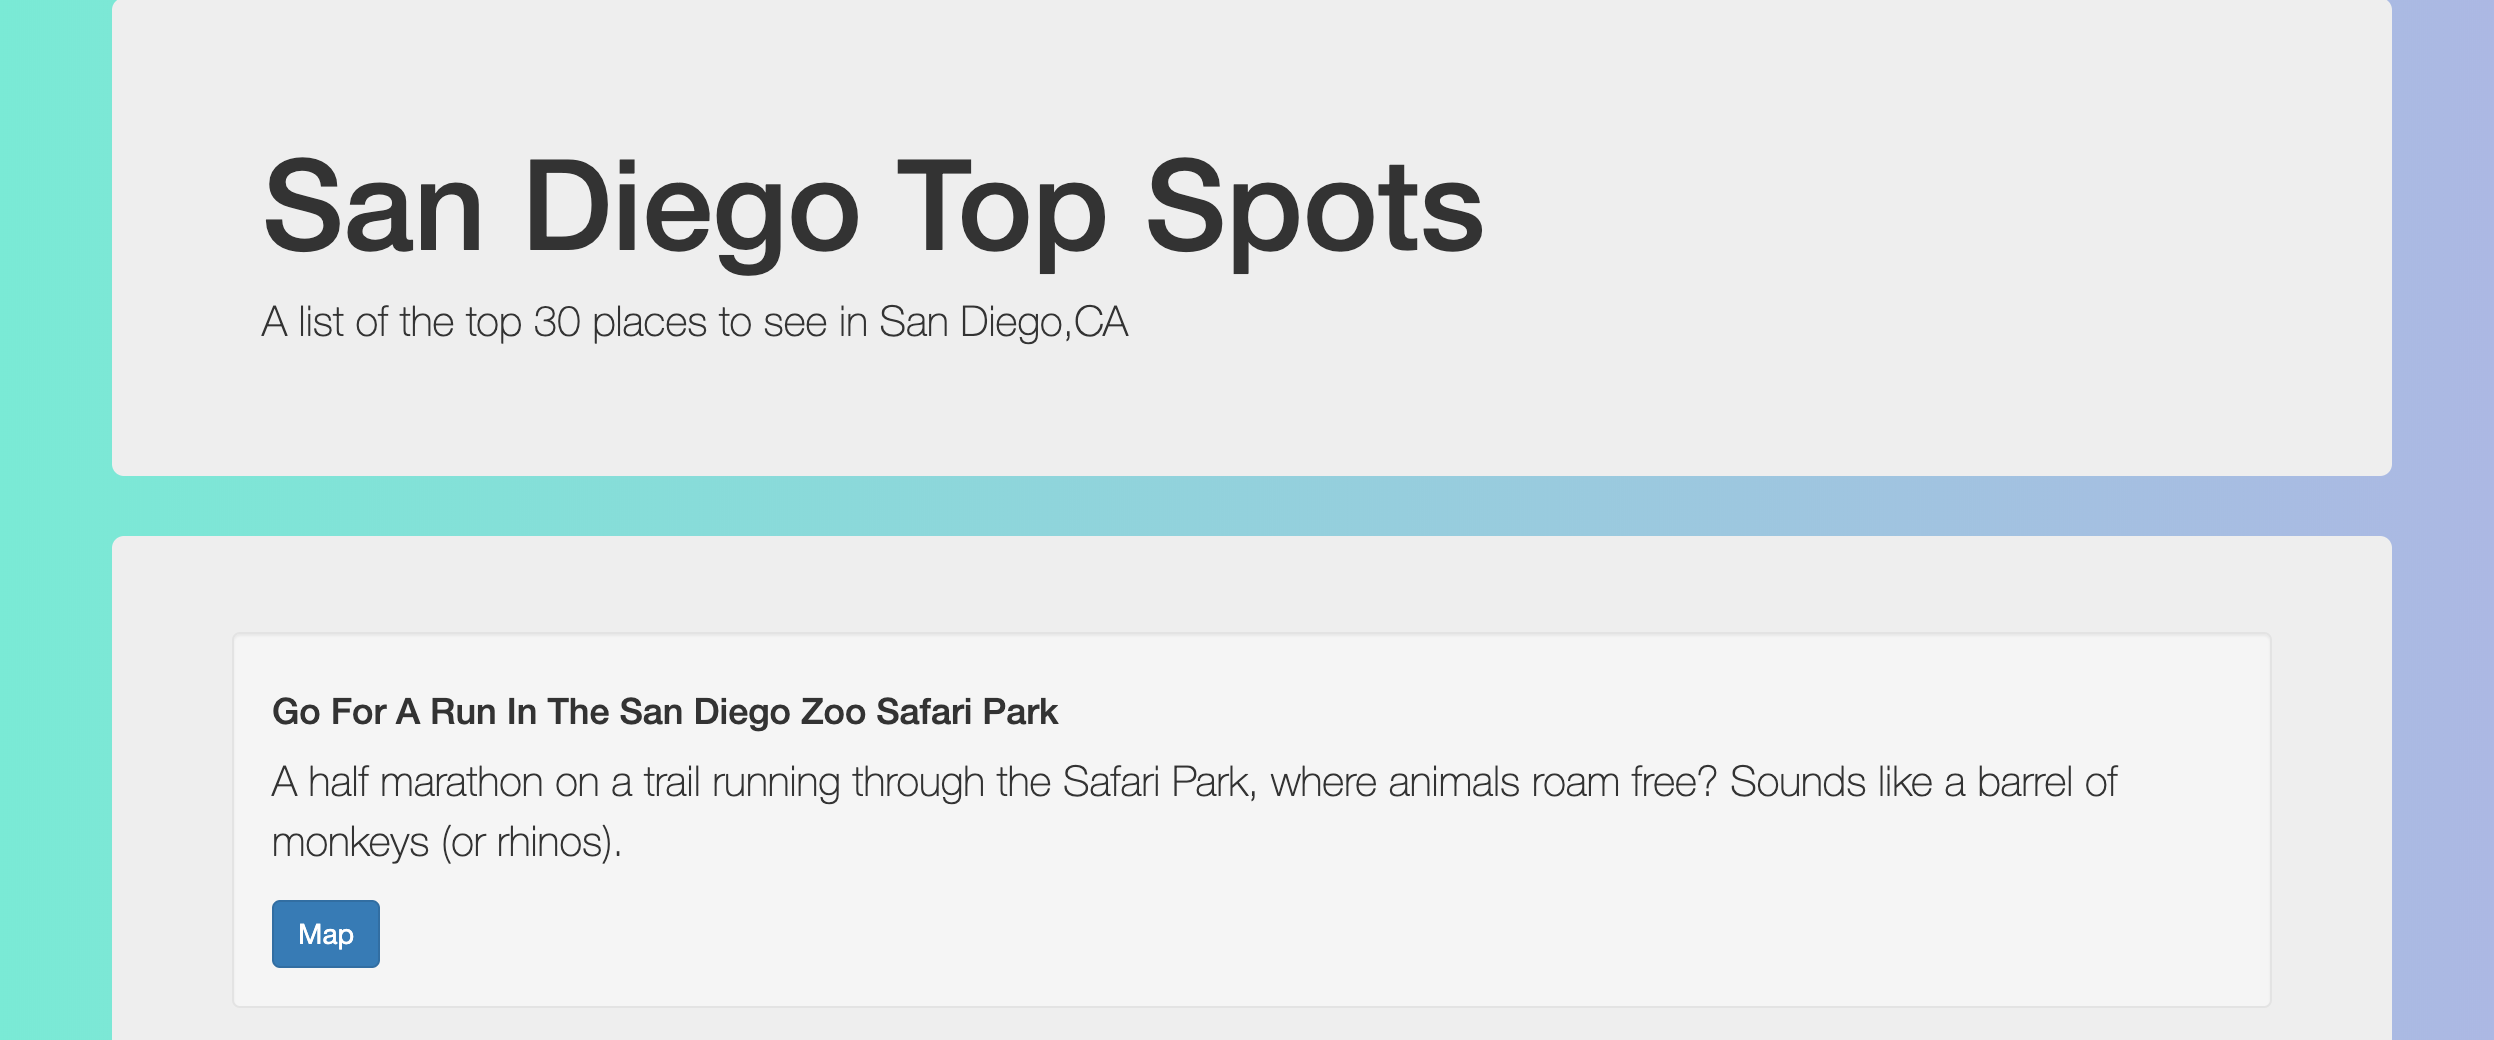 San Diego Top Spots
A list of the top 30 places to see in San Diego,CA
Go For A Run In The San Diego Zoo Safari Park
A half marathon on a trail running through the Safari Park, where animals roam free? Sounds like a barrel of
monkeys (or rhinos).
Map